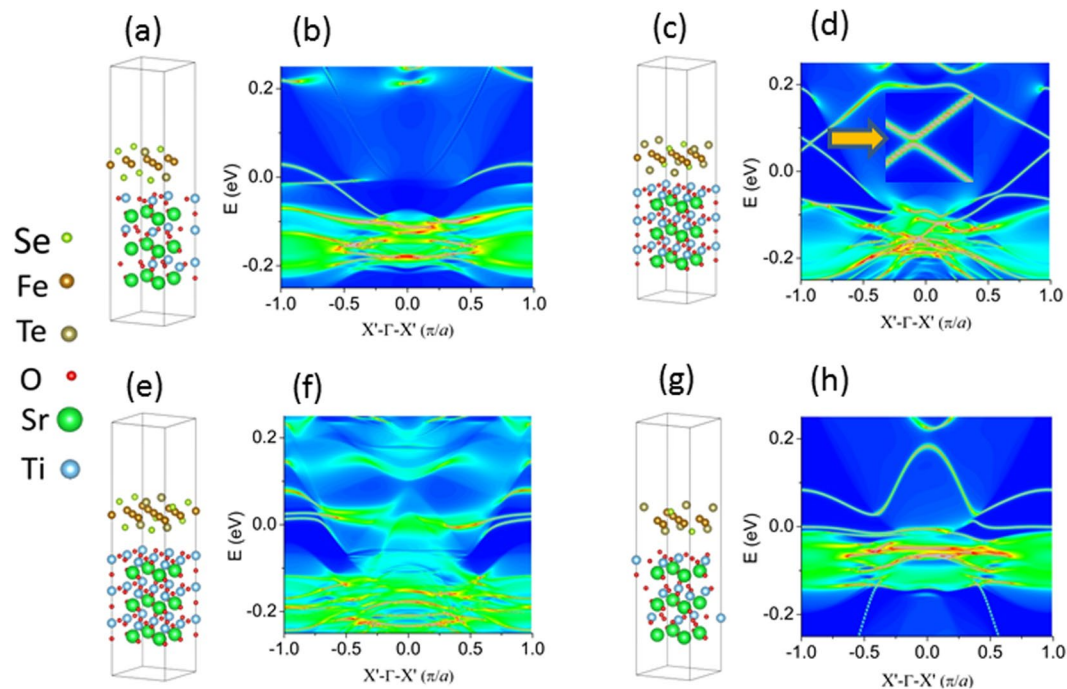 (a)
(b)
(c)
(d)
0.2
0.0
-0.2
E (eV)
-1.0 -0.5 0.0 0.5 1.0
X'-Γ-X' (π/a)
0.2
0.0
-0.2
E (eV)
-1.0 -0.5 0.0 0.5 1.0
X'-Γ-X' (π/a)
Se
Fe
Te
O
Sr
Ti
(e)
(f)
(g)
(h)
0.2
0.0
-0.2
E (eV)
-1.0 -0.5 0.0 0.5 1.0
X'-Γ-X' (π/a)
0.2
0.0
-0.2
E (eV)
-1.0 -0.5 0.0 0.5 1.0
X'-Γ-X' (π/a)